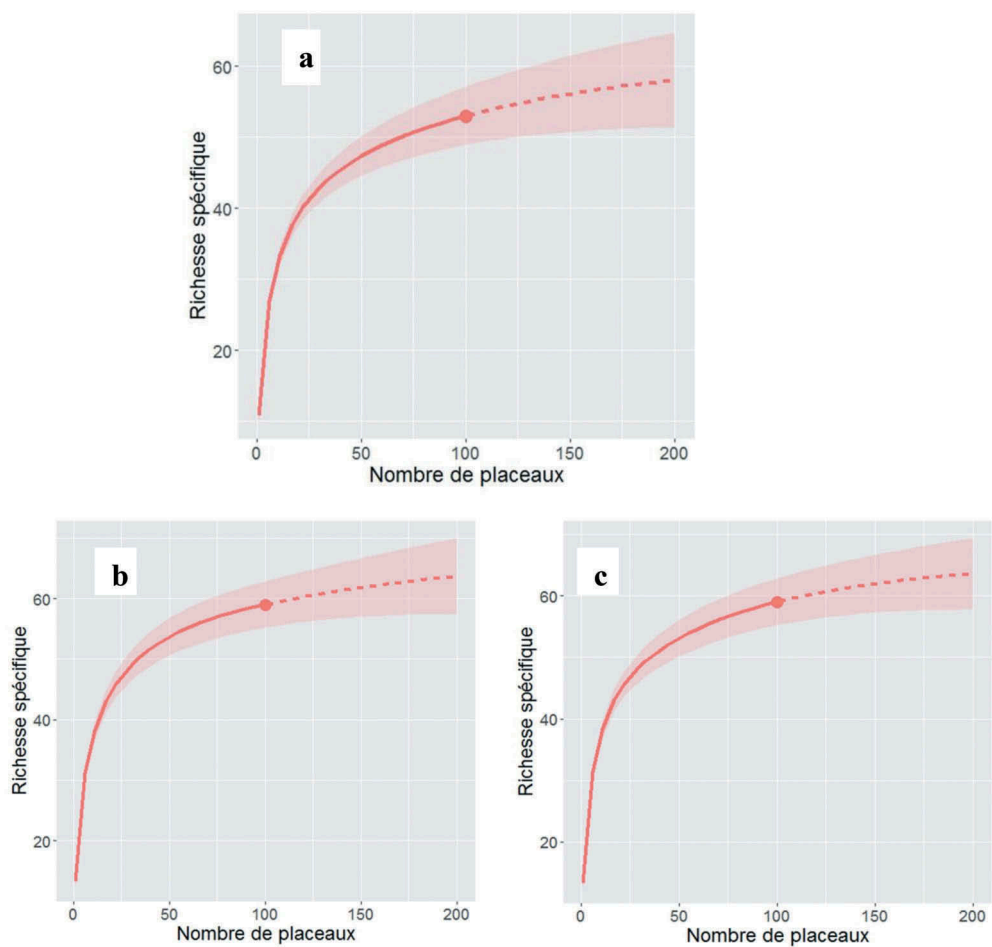 a
60
40
20
Richesse spécifique
0 50 100 150 200
Nombre de placeaux
b
60
40
20
Richesse spécifique
0 50 100 150 200
Nombre de placeaux
c
60
40
20
Richesse spécifique
0 50 100 150 200
Nombre de placeaux